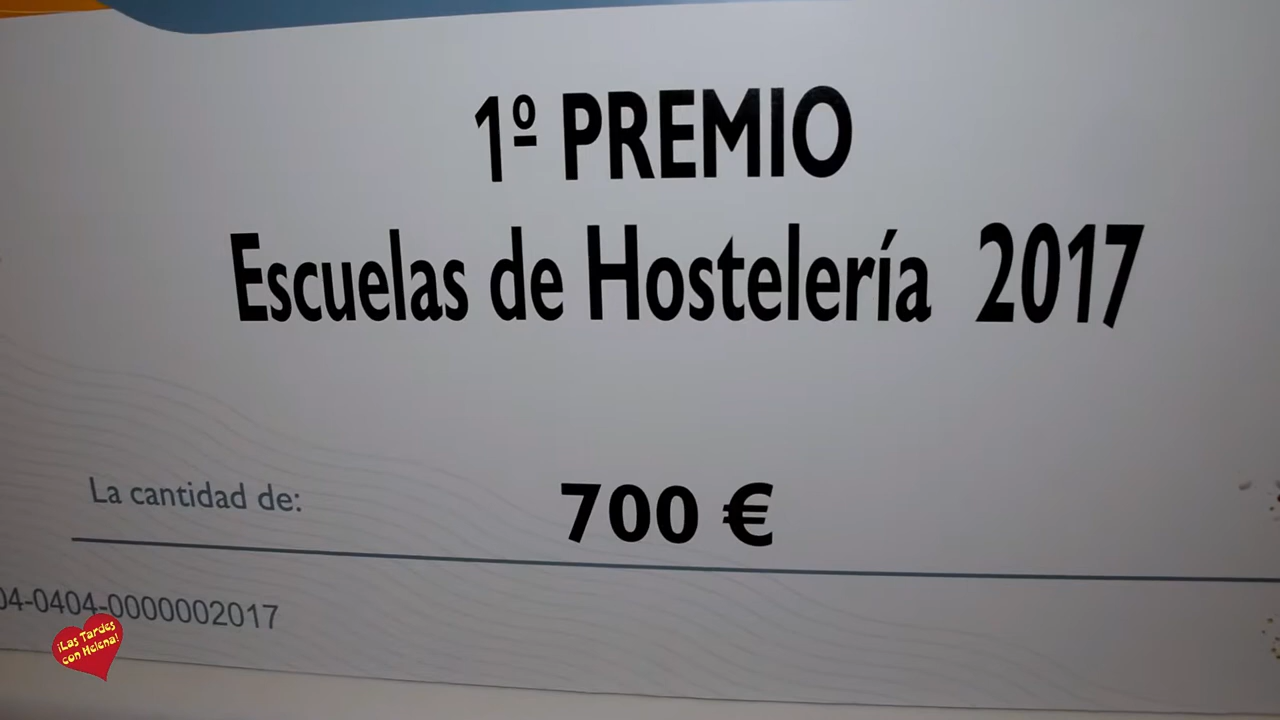 1º PREMIO
Escuelas de Hostelería 2017
La cantidad de: 700 €
04-0404-0000002017
¡Las Tardes
con Helena!